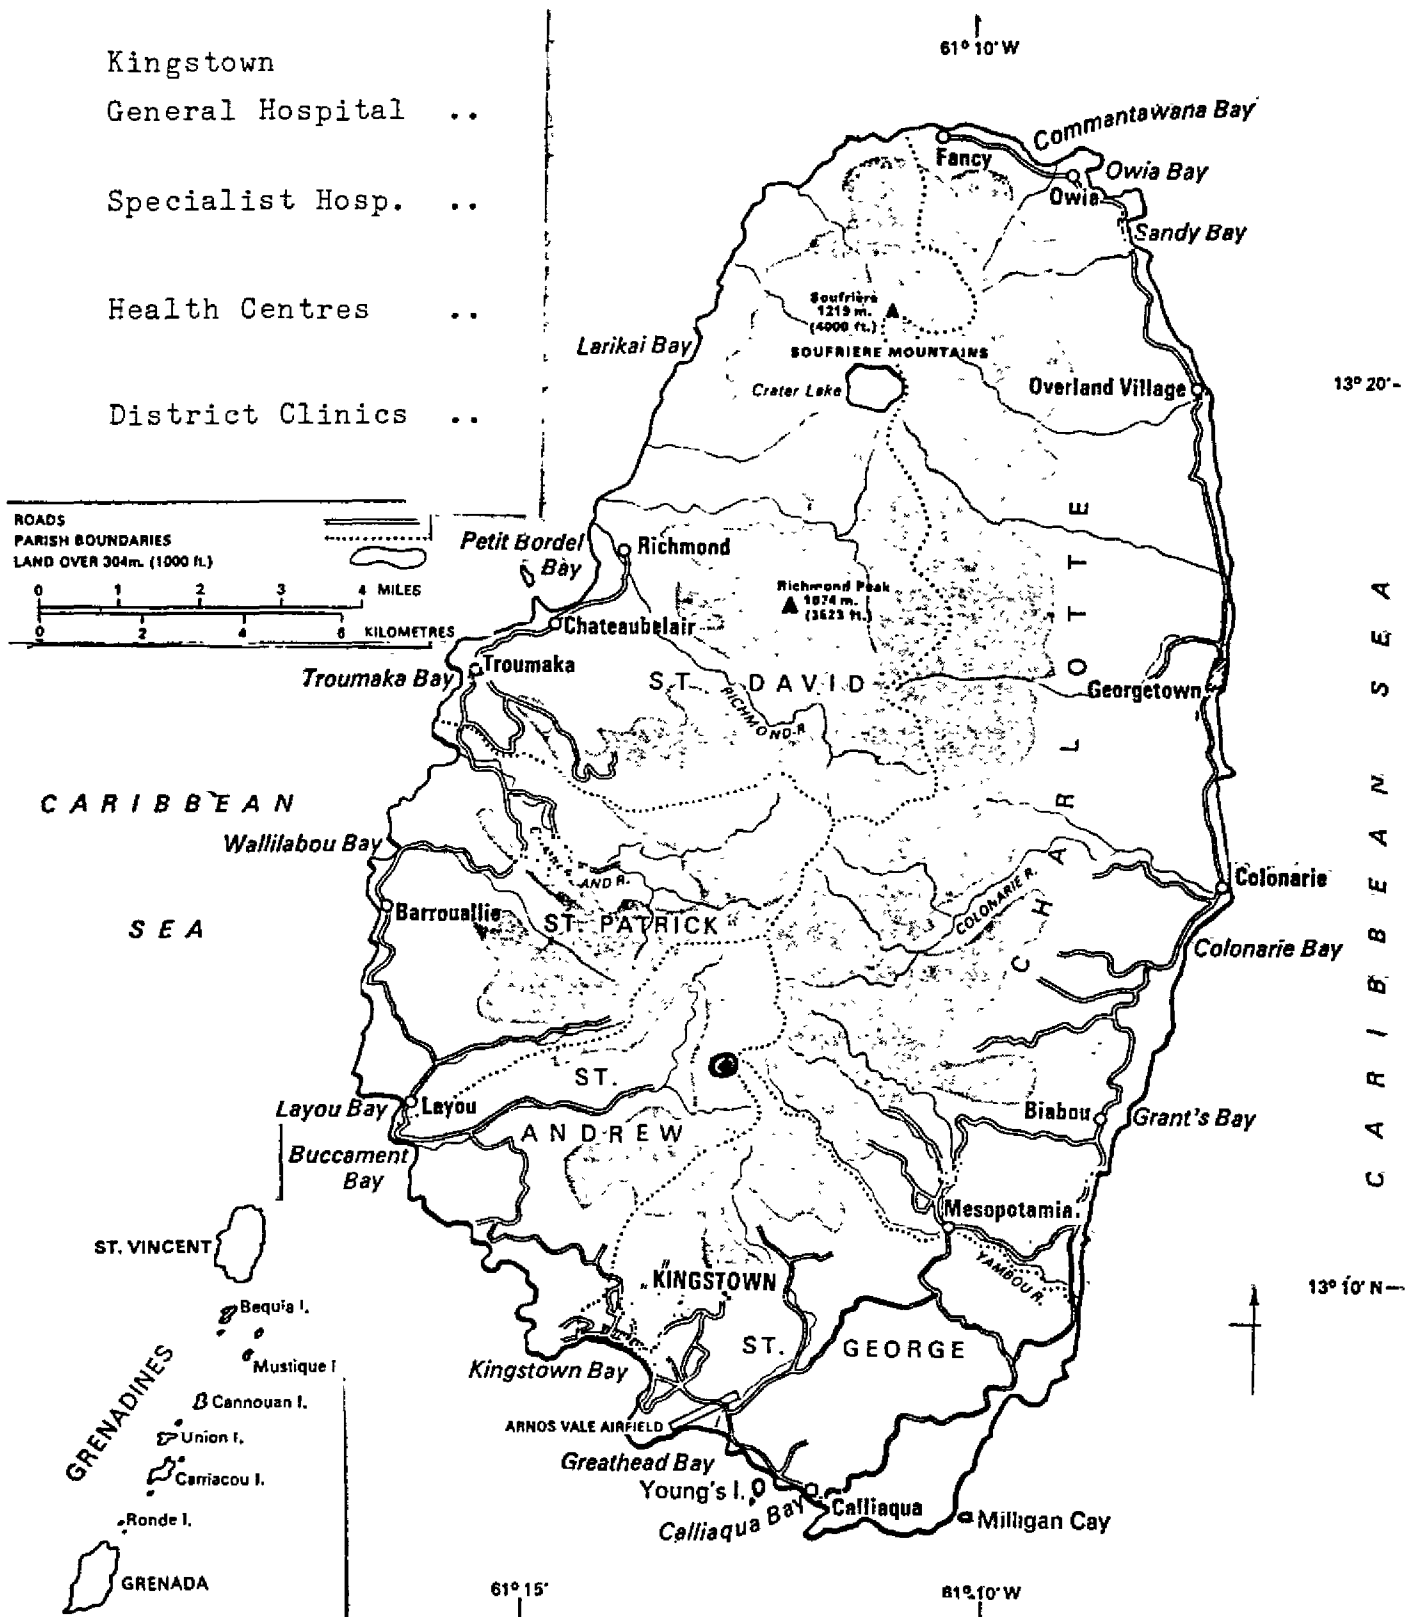 Kingstown
General Hospital ..
Specialist Hosp. ..
Health Centres ..
District Clinics ..
61° 10' W
Commantawana Bay
Fancy
Owia Bay
Owia
Sandy Bay
Soufrière
1219 m.
(4000 ft.)
Larikai Bay
SOUFRIERE MOUNTAINS
Crater Lake
Overland Village
13° 20'
ROADS
PARISH BOUNDARIES
LAND OVER 304m. (1000 ft.)
0 1 2 3 4 MILES
0 2 4 6 KILOMETRES
Petit Bordel
Bay
Richmond
Richmond Peak
1074 m.
(3523 ft.)
Chateaubelair
Troumaka
Troumaka Bay
ST. DAVID
RICHMOND R.
Georgetown
CHARLOTTE
CARIBBEAN
SEA
CARIBBEAN SEA
Wallilabou Bay
AND R.
COLONARIE R.
Colonarie
Barrouallie
ST. PATRICK
Colonarie Bay
ST.
ANDREW
Layou Bay
Layou
Biabou
Grant's Bay
Buccament
Bay
Mesopotamia
YAMBOU R.
KINGSTOWN
13° 10' N
ST. GEORGE
Kingstown Bay
ARNOS VALE AIRFIELD
Greathead Bay
Young's I.
Calliaqua Bay
Calliaqua
Milligan Cay
ST. VINCENT
Bequia I.
Mustique I
GRENADINES
Cannouan I.
Union I.
Carriacou I.
Ronde I.
GRENADA
61° 15'
61° 10' W